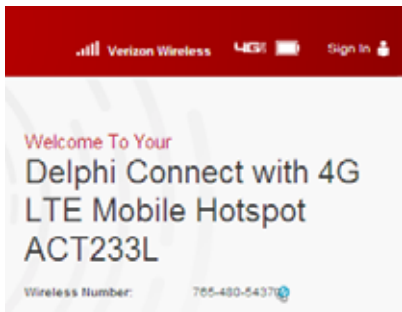 Verizon Wireless 4G Sign In
Welcome To Your
Delphi Connect with 4G
LTE Mobile Hotspot
ACT233L
Wireless Number: 765-480-5437